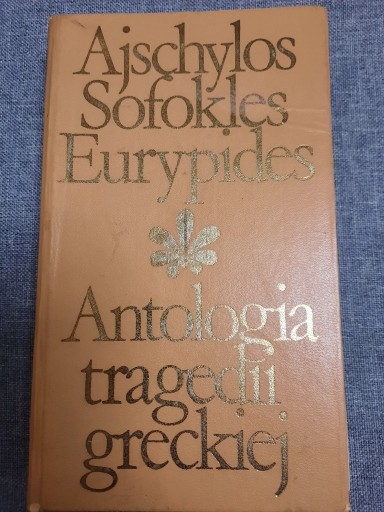 Ajschylos
Sofokles
Eurypides
Antologia
tragedii
greckiej